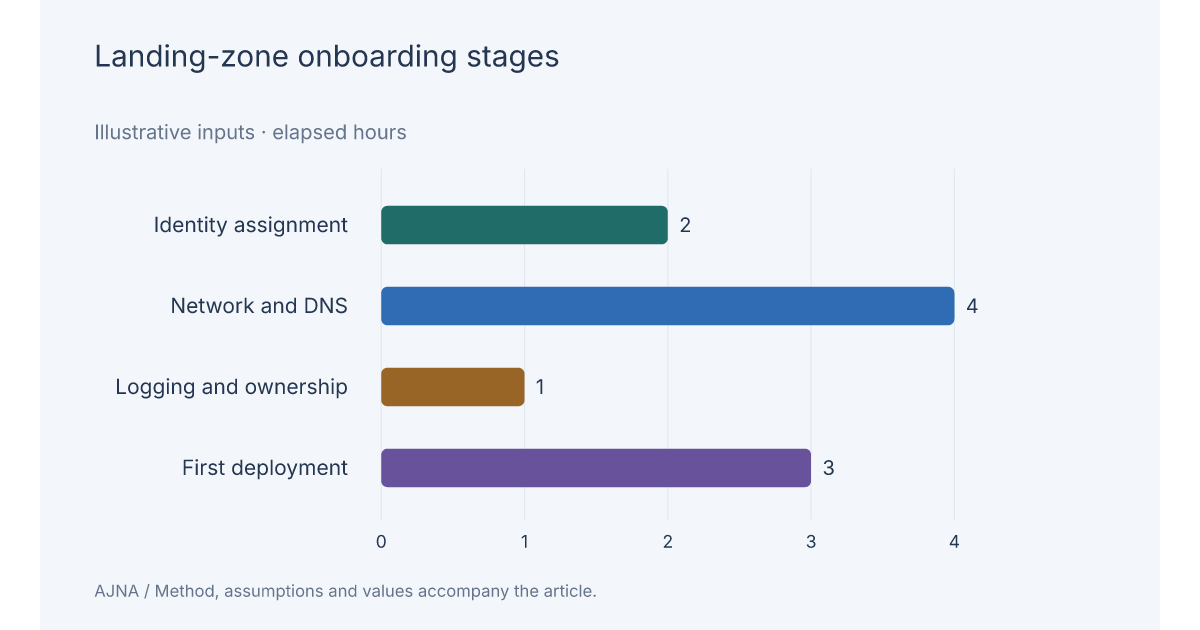 Landing-zone onboarding stages
Illustrative inputs · elapsed hours
Identity assignment 2
Network and DNS 4
Logging and ownership 1
First deployment 3
0 1 2 3 4
AJNA / Method, assumptions and values accompany the article.